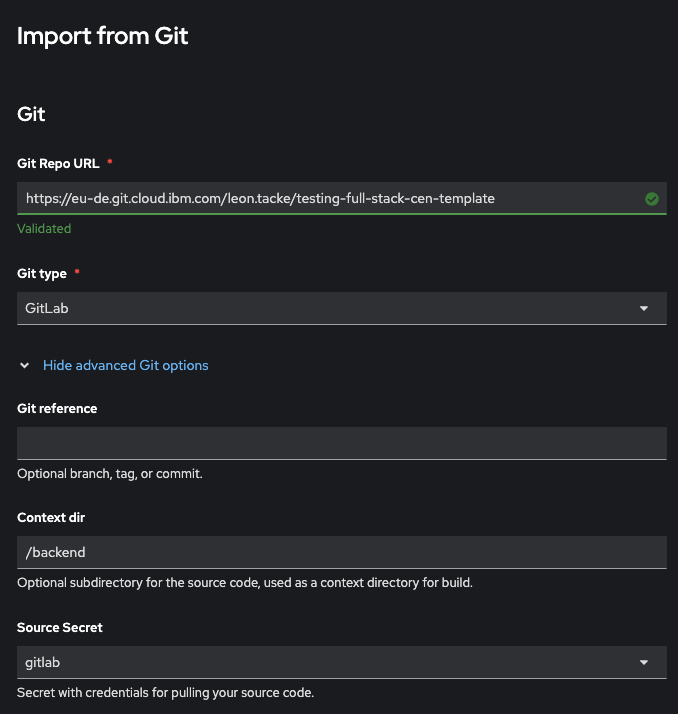 Import from Git
Git
Git Repo URL *
https://eu-de.git.cloud.ibm.com/leon.tacke/testing-full-stack-cen-template
Validated
Git type *
GitLab
Hide advanced Git options
Git reference
Optional branch, tag, or commit.
Context dir
/backend
Optional subdirectory for the source code, used as a context directory for build.
Source Secret
gitlab
Secret with credentials for pulling your source code.